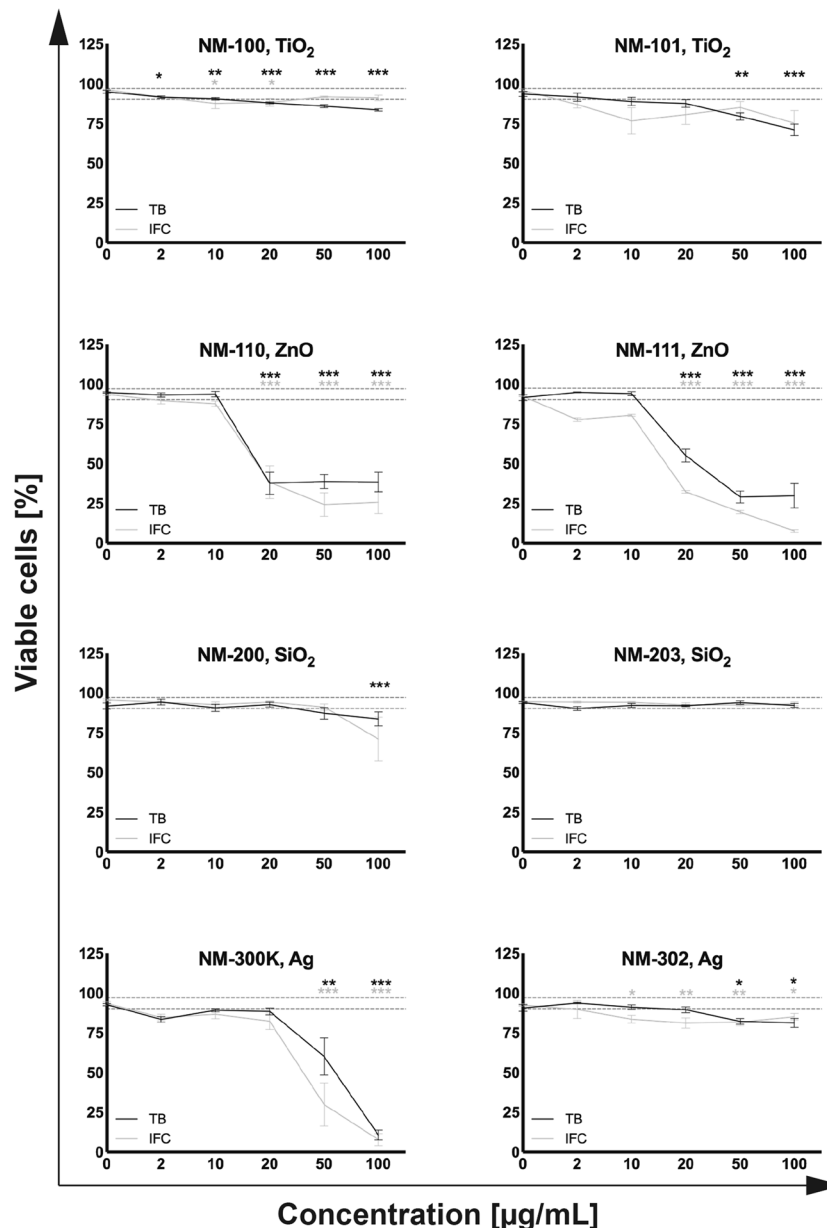 NM-100, TiO2
125
100
75
50
25
0
* ** *** *** ***
* *
TB
IFC
0 2 10 20 50 100
NM-101, TiO2
125
100
75
50
25
0
** ***
TB
IFC
0 2 10 20 50 100
NM-110, ZnO
125
100
75
50
25
0
*** *** ***
*** *** ***
TB
IFC
0 2 10 20 50 100
NM-111, ZnO
125
100
75
50
25
0
*** *** ***
*** *** ***
TB
IFC
0 2 10 20 50 100
NM-200, SiO2
125
100
75
50
25
0
***
TB
IFC
0 2 10 20 50 100
NM-203, SiO2
125
100
75
50
25
0
TB
IFC
0 2 10 20 50 100
NM-300K, Ag
125
100
75
50
25
0
** ***
*** ***
TB
IFC
0 2 10 20 50 100
NM-302, Ag
125
100
75
50
25
0
* *
* ** ** *
TB
IFC
0 2 10 20 50 100
Viable cells [%]
Concentration [µg/mL]